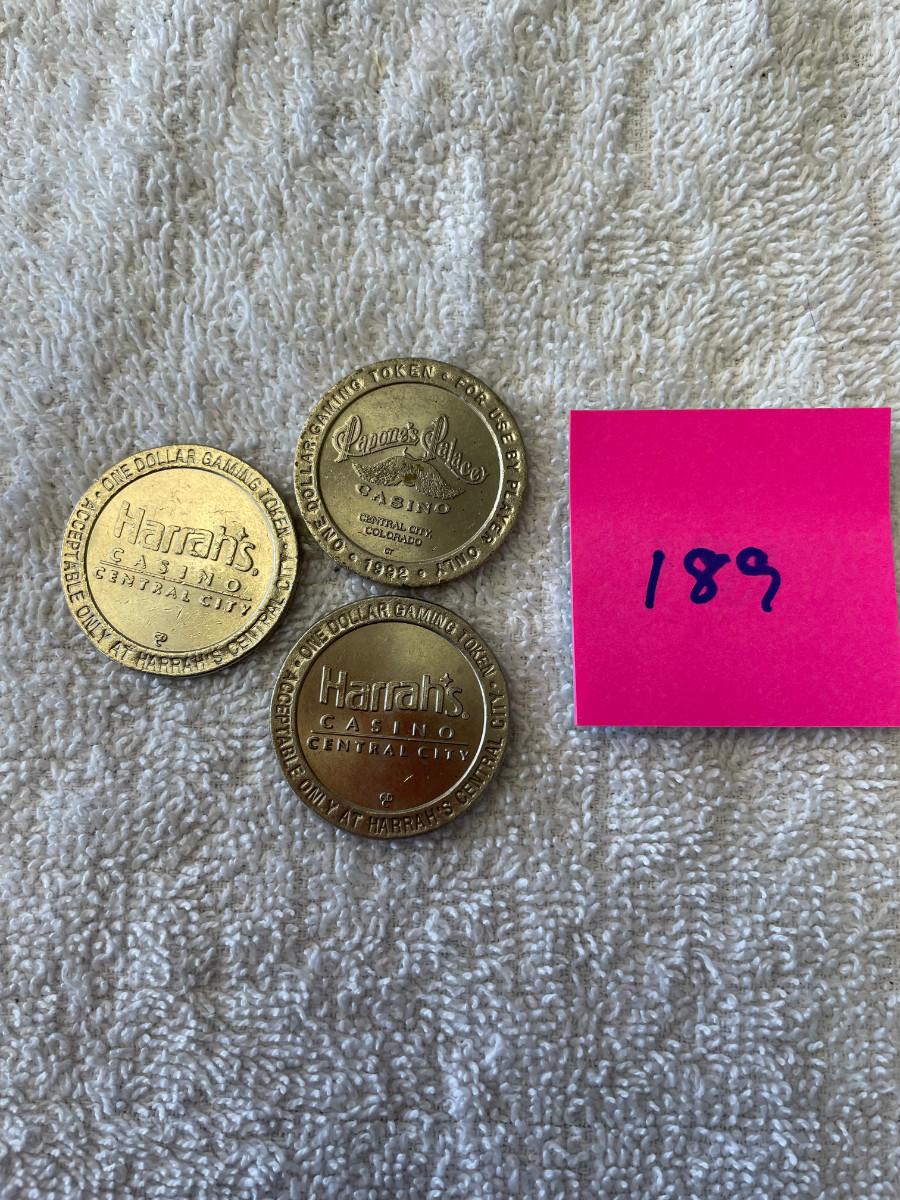 ONE DOLLAR GAMING TOKEN • FOR USE BY PLAYER ONLY • 1992 •
Papone's Palace
CASINO
CENTRAL CITY,
COLORADO
CT
• ONE DOLLAR GAMING TOKEN •
Harrah's
CASINO
CENTRAL CITY
ACCEPTABLE ONLY AT HARRAH'S CENTRAL CITY
189
• ONE DOLLAR GAMING TOKEN •
Harrah's
CASINO
CENTRAL CITY
ACCEPTABLE ONLY AT HARRAH'S CENTRAL CITY